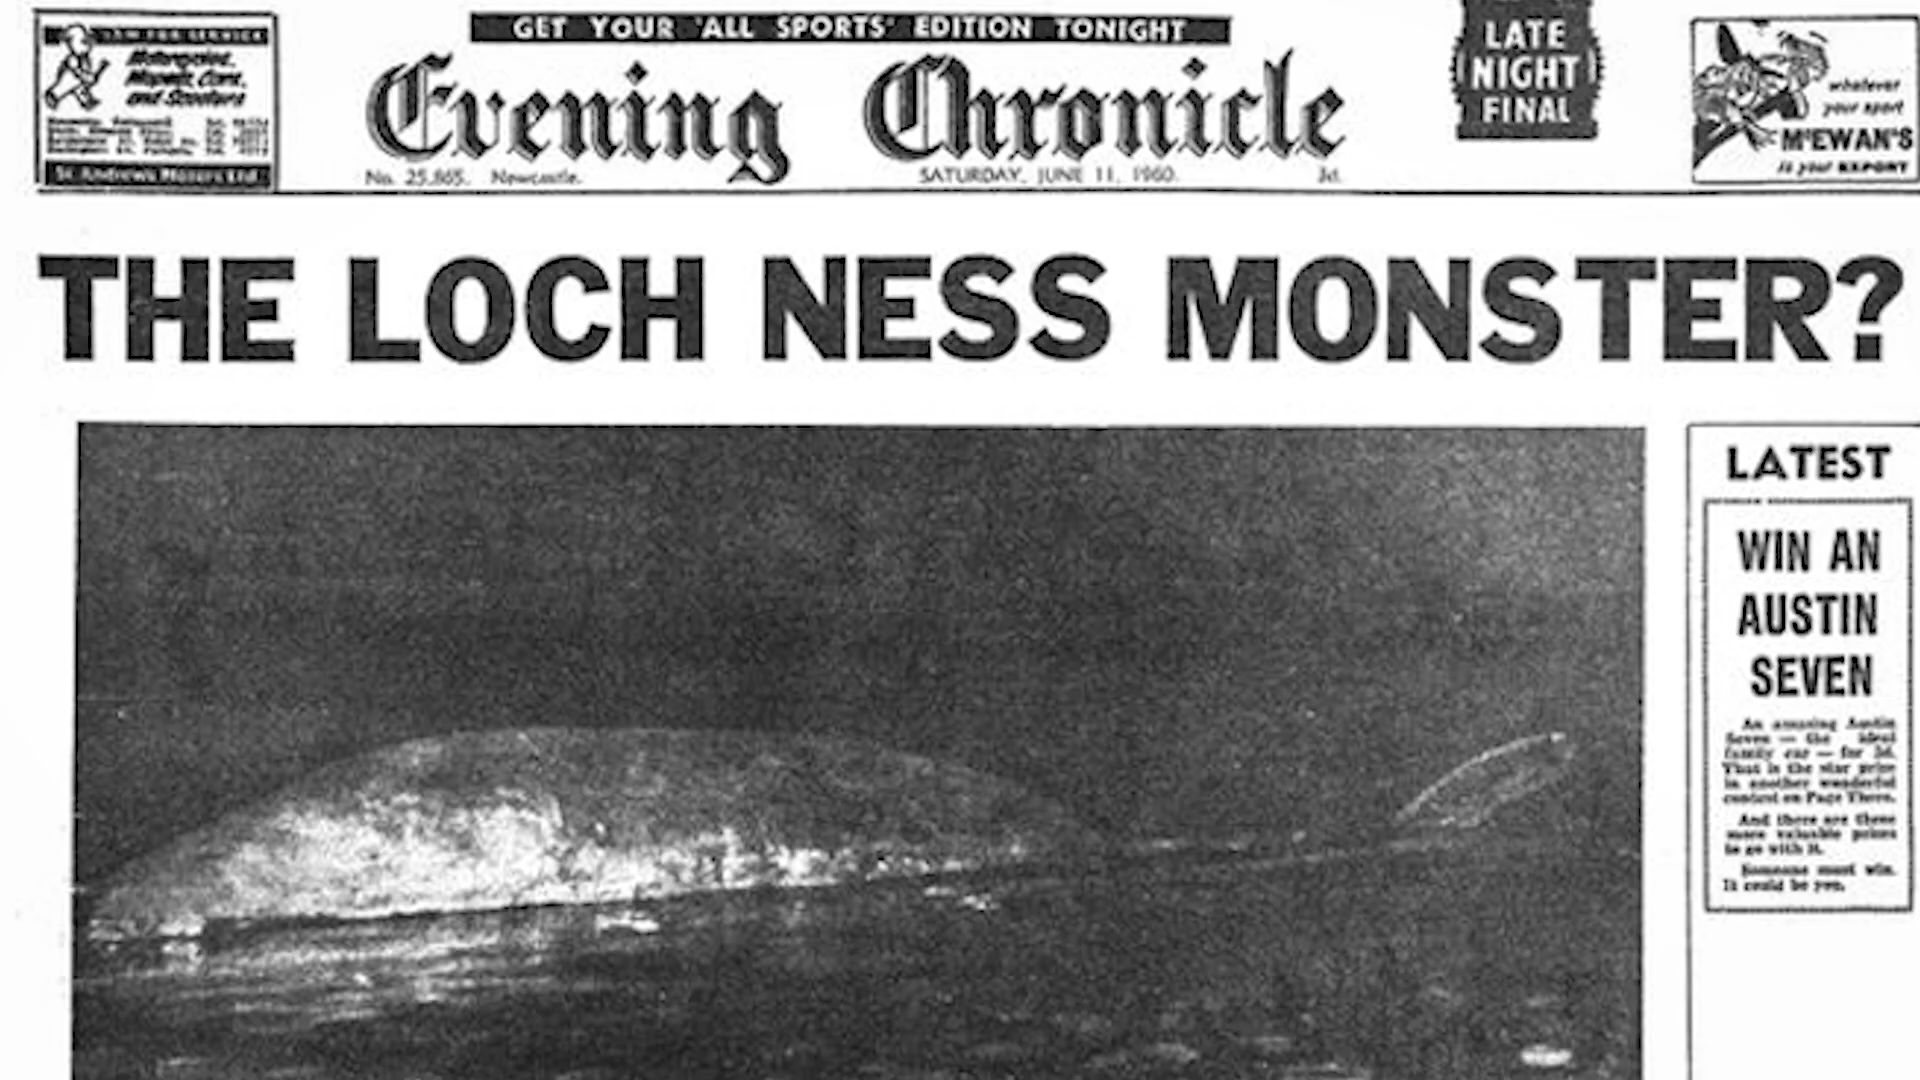 Motorcycles,
Mopeds, Cars,
and Scooters
St. Andrew's Motors Ltd.
GET YOUR 'ALL SPORTS' EDITION TONIGHT
Evening Chronicle
No. 25,865. Newcastle. SATURDAY, JUNE 11, 1960. 3d.
LATE
NIGHT
FINAL
whatever
your sport
McEWAN'S
is your EXPORT
THE LOCH NESS MONSTER?
LATEST
WIN AN
AUSTIN
SEVEN
An amazing Austin
Seven — the ideal
family car — for 3d.
That is the star prize
in another wonderful
contest on Page Three.
And there are three
more valuable prizes
to go with it.
Someone must win.
It could be you.